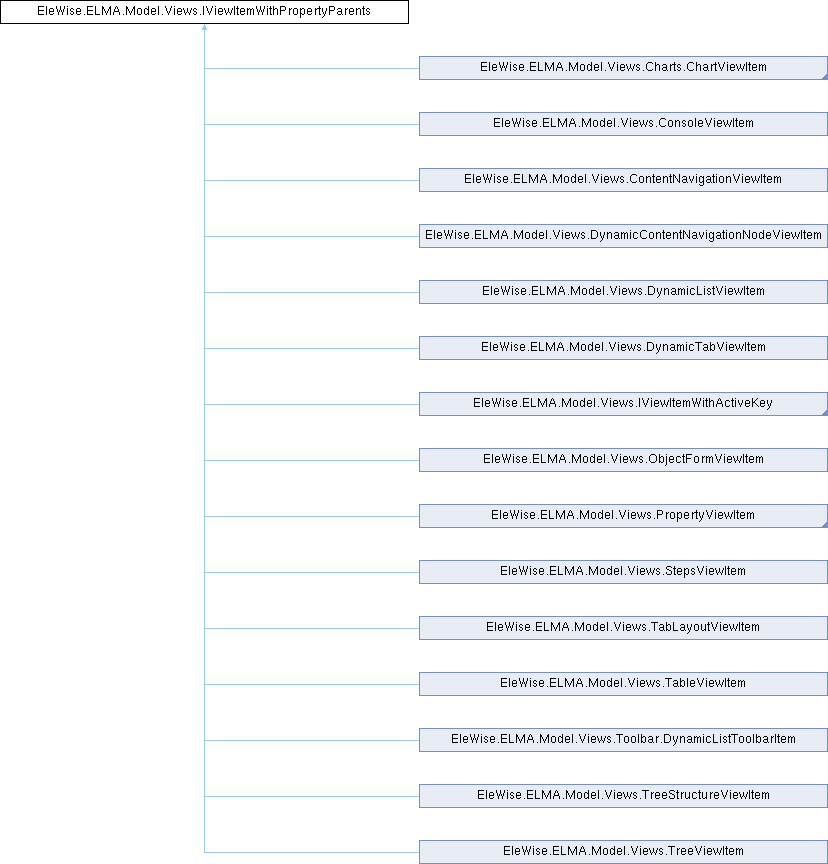 EleWise.ELMA.Model.Views.IViewItemWithPropertyParents
EleWise.ELMA.Model.Views.Charts.ChartViewItem
EleWise.ELMA.Model.Views.ConsoleViewItem
EleWise.ELMA.Model.Views.ContentNavigationViewItem
EleWise.ELMA.Model.Views.DynamicContentNavigationNodeViewItem
EleWise.ELMA.Model.Views.DynamicListViewItem
EleWise.ELMA.Model.Views.DynamicTabViewItem
EleWise.ELMA.Model.Views.IViewItemWithActiveKey
EleWise.ELMA.Model.Views.ObjectFormViewItem
EleWise.ELMA.Model.Views.PropertyViewItem
EleWise.ELMA.Model.Views.StepsViewItem
EleWise.ELMA.Model.Views.TabLayoutViewItem
EleWise.ELMA.Model.Views.TableViewItem
EleWise.ELMA.Model.Views.Toolbar.DynamicListToolbarItem
EleWise.ELMA.Model.Views.TreeStructureViewItem
EleWise.ELMA.Model.Views.TreeViewItem